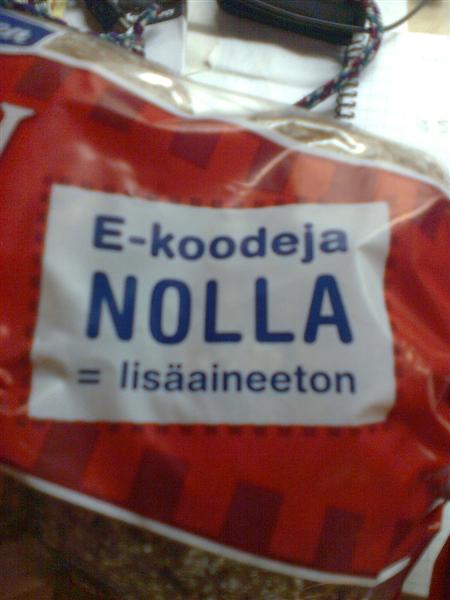 E-koodeja
NOLLA
= lisäaineeton